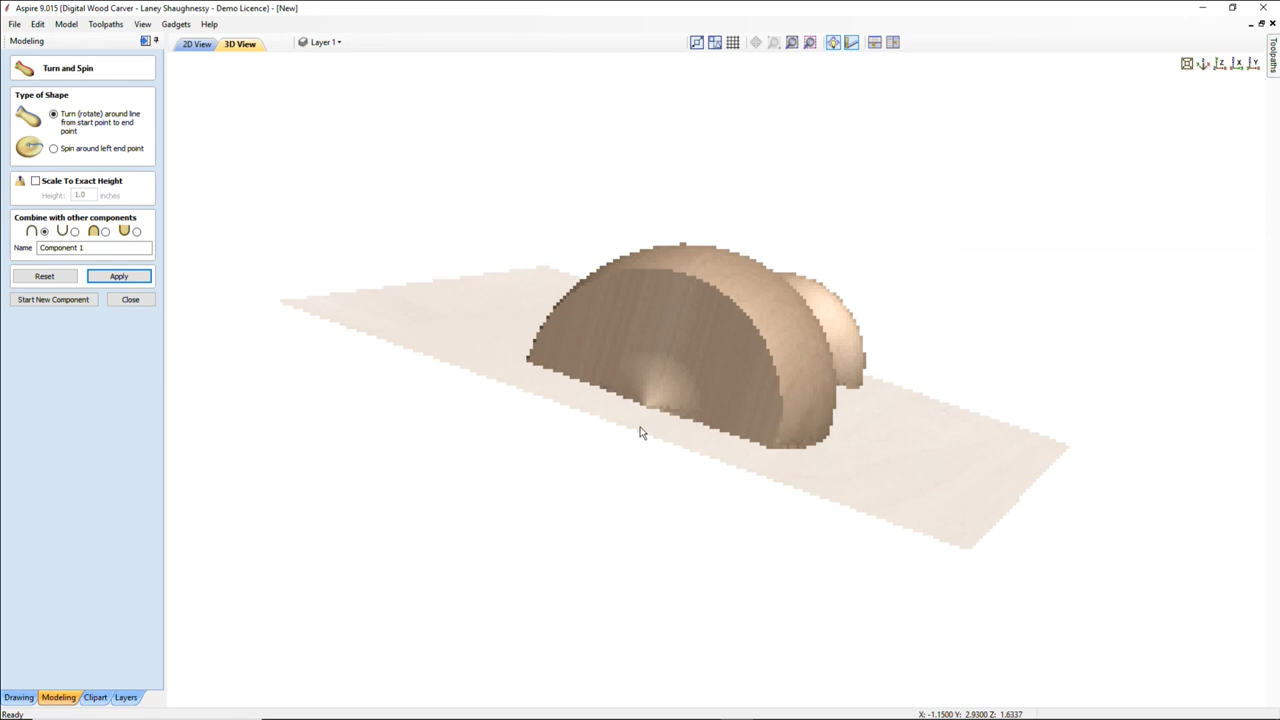 Aspire 9.015 {Digital Wood Carver - Laney Shaughnessy - Demo Licence} - [New]
File Edit Model Toolpaths View Gadgets Help
Modeling
2D View 3D View Layer 1
Toolpaths
Z X Y
Turn and Spin
Type of Shape
Turn (rotate) around line
from start point to end
point
Spin around left end point
Scale To Exact Height
Height: 1.0 inches
Combine with other components
Name Component 1
Reset Apply
Start New Component Close
Drawing Modeling Clipart Layers
Ready X: -1.1500 Y: 2.9300 Z: 1.6337